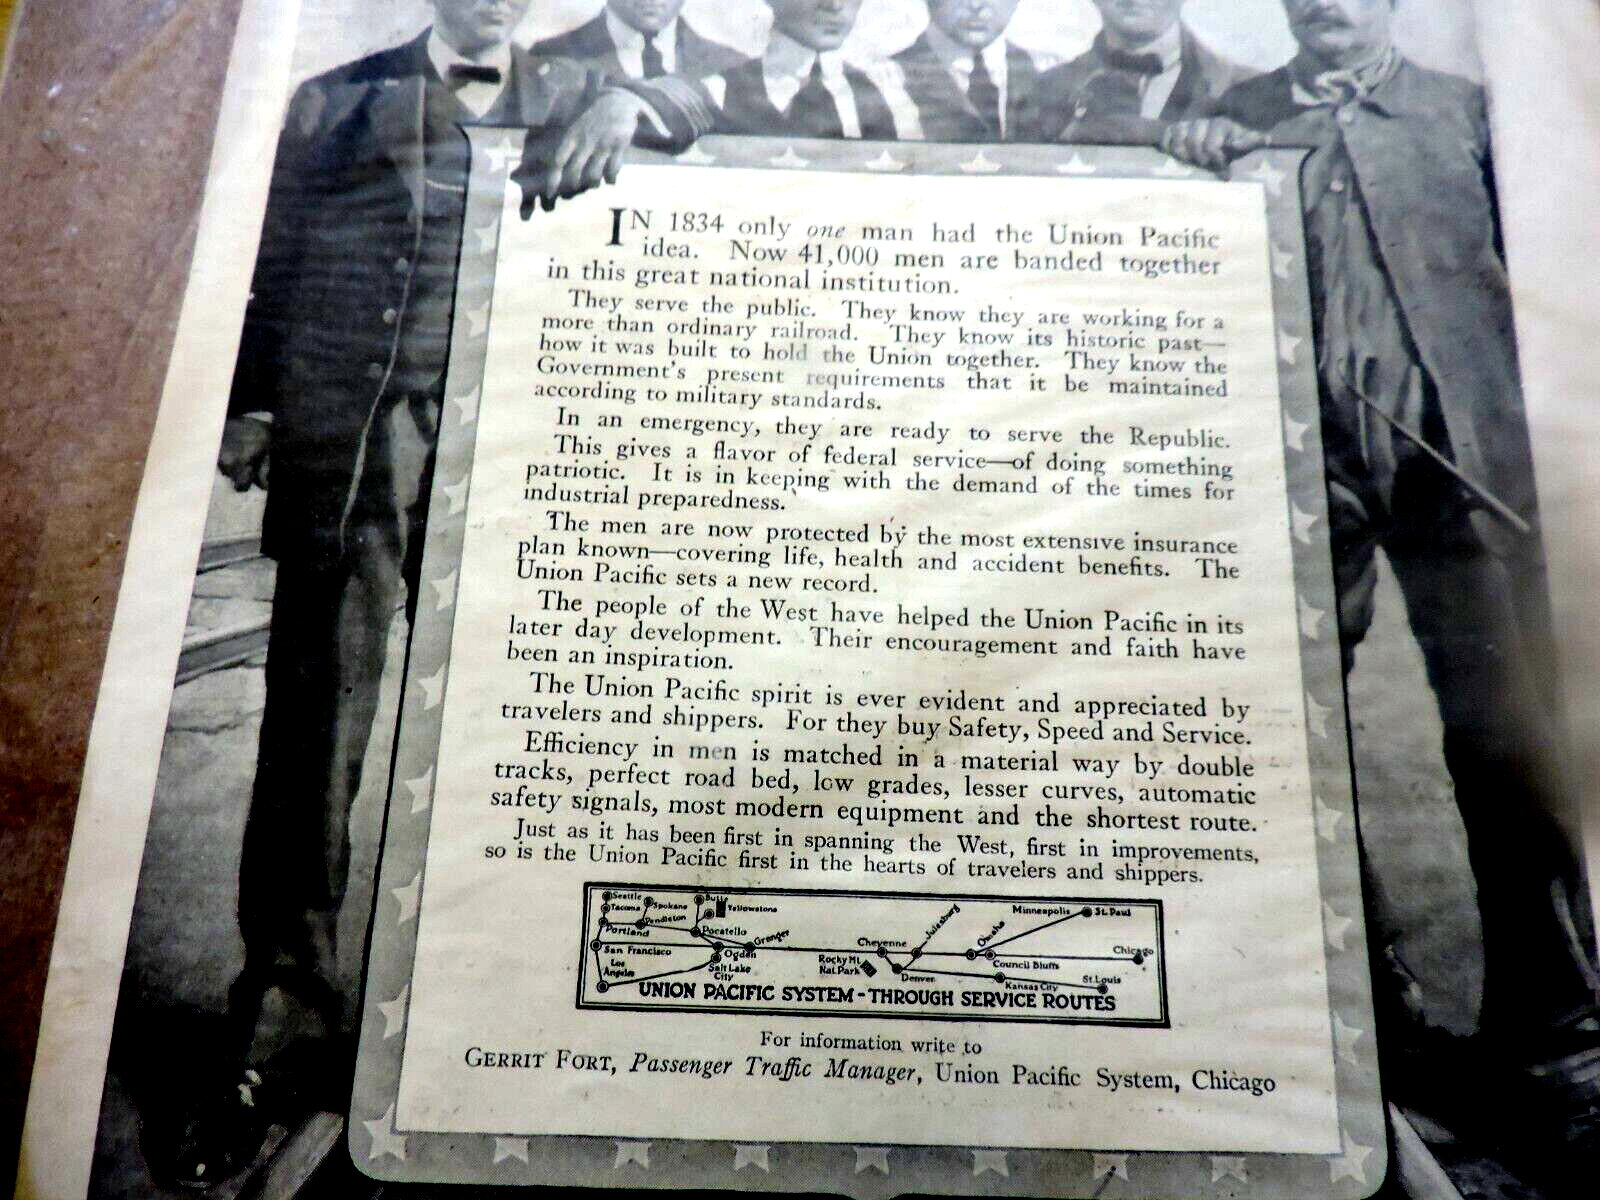 IN 1834 only one man had the Union Pacific
idea. Now 41,000 men are banded together
in this great national institution.
They serve the public. They know they are working for a
more than ordinary railroad. They know its historic past—
how it was built to hold the Union together. They know the
Government's present requirements that it be maintained
according to military standards.
In an emergency, they are ready to serve the Republic.
This gives a flavor of federal service—of doing something
patriotic. It is in keeping with the demand of the times for
industrial preparedness.
The men are now protected by the most extensive insurance
plan known—covering life, health and accident benefits. The
Union Pacific sets a new record.
The people of the West have helped the Union Pacific in its
later day development. Their encouragement and faith have
been an inspiration.
The Union Pacific spirit is ever evident and appreciated by
travelers and shippers. For they buy Safety, Speed and Service.
Efficiency in men is matched in a material way by double
tracks, perfect road bed, low grades, lesser curves, automatic
safety signals, most modern equipment and the shortest route.
Just as it has been first in spanning the West, first in improvements,
so is the Union Pacific first in the hearts of travelers and shippers.
Seattle
Tacoma
Spokane
Butte
Yellowstone
Pendleton
Portland
Pocatello
Granger
San Francisco
Ogden
Los
Angeles
Salt Lake
City
Cheyenne
Julesburg
Rocky Mt.
Nat. Park
Denver
Omaha
Minneapolis
St. Paul
Chicago
Council Bluffs
Kansas City
St. Louis
UNION PACIFIC SYSTEM - THROUGH SERVICE ROUTES
For information write to
GERRIT FORT, Passenger Traffic Manager, Union Pacific System, Chicago